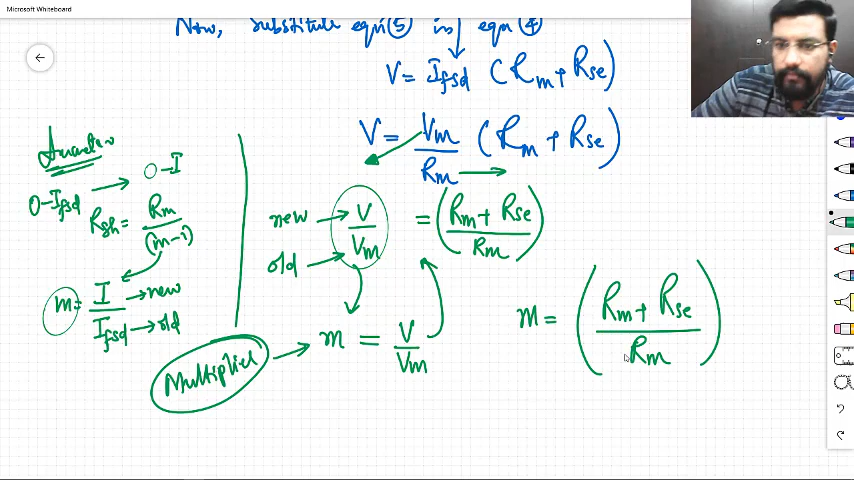 Microsoft Whiteboard
Now, substitute eqn(5) in eqn(4)
V = Ifsd (Rm + Rse)
V = Vm/Rm (Rm + Rse)
Ammeter
0-Ifsd → 0-I
Rsh = Rm/(m-1)
m = I/Ifsd
→ new
→ old
new → V/Vm = (Rm + Rse/Rm)
old →
Multiplier → m = V/Vm
m = (Rm + Rse/Rm)